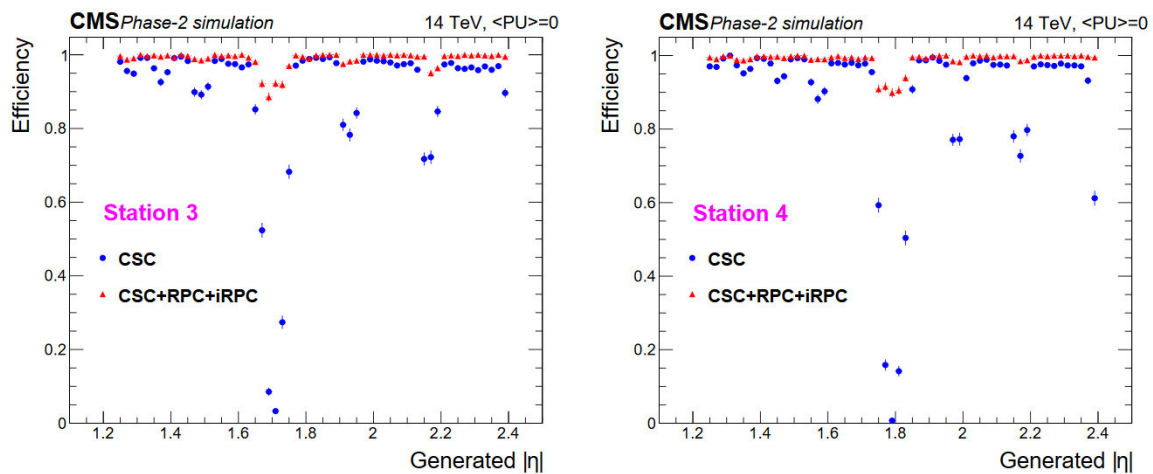 CMS Phase-2 simulation 14 TeV, <PU>=0
Efficiency
1
0.8
0.6
0.4
0.2
0
Station 3
CSC
CSC+RPC+iRPC
1.2 1.4 1.6 1.8 2 2.2 2.4
Generated |η|
CMS Phase-2 simulation 14 TeV, <PU>=0
Efficiency
1
0.8
0.6
0.4
0.2
0
Station 4
CSC
CSC+RPC+iRPC
1.2 1.4 1.6 1.8 2 2.2 2.4
Generated |η|